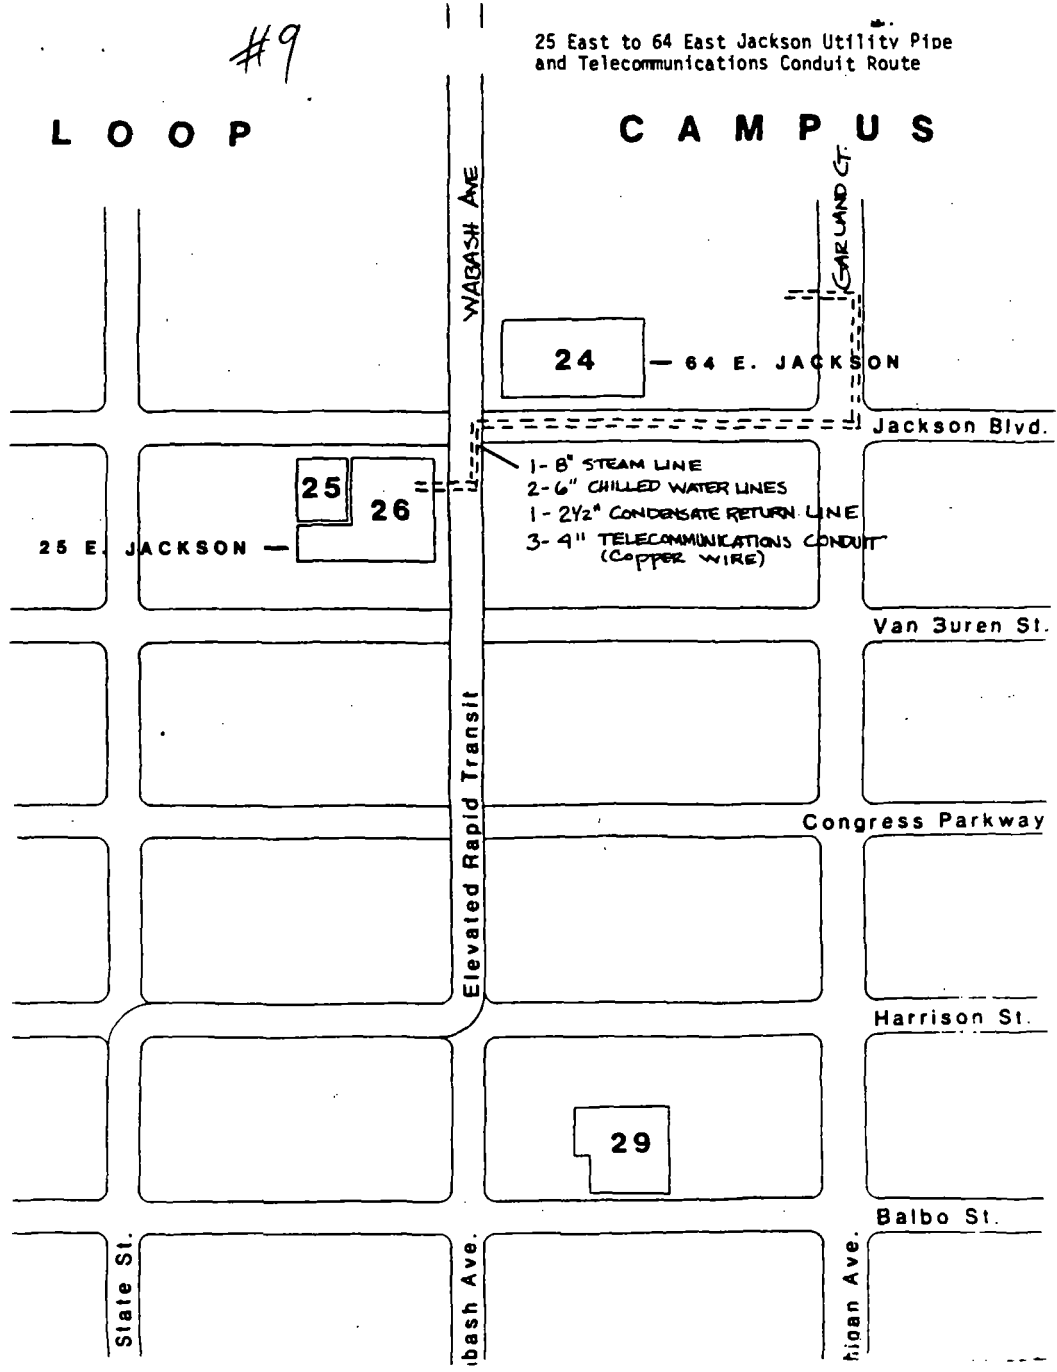 #9
25 East to 64 East Jackson Utility Pipe
and Telecommunications Conduit Route
LOOP
CAMPUS
WABASH AVE
GARLAND CT.
24
64 E. JACKSON
Jackson Blvd.
25
26
25 E. JACKSON
1-8" STEAM LINE
2-6" CHILLED WATER LINES
1-2½" CONDENSATE RETURN LINE
3-4" TELECOMMUNICATIONS CONDUIT
(COPPER WIRE)
Van Buren St.
Elevated Rapid Transit
Congress Parkway
Harrison St.
29
Balbo St.
State St.
bash Ave.
higan Ave.